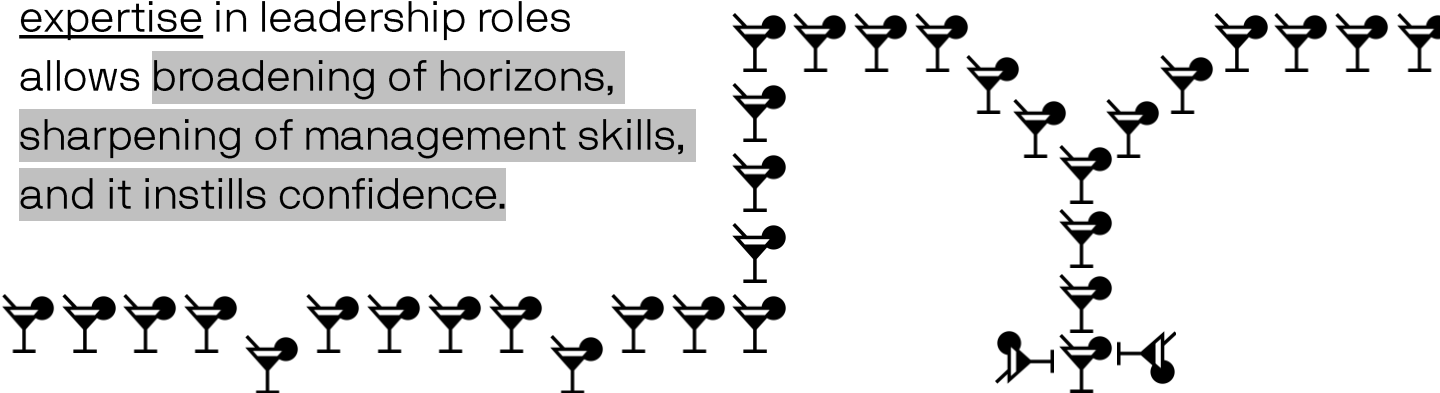 expertise in leadership roles
allows broadening of horizons,
sharpening of management skills,
and it instills confidence.